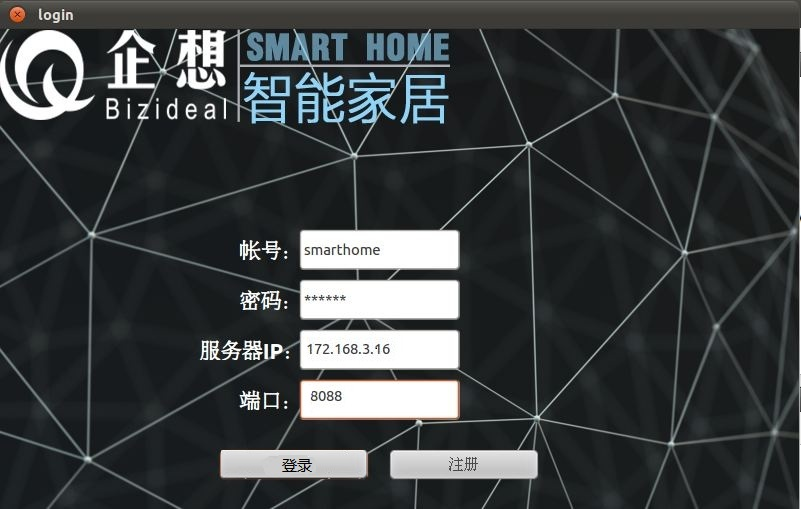 login
企想 SMART HOME
Bizideal 智能家居
帐号： smarthome
密码： ******
服务器IP： 172.168.3.16
端口： 8088
登录 注册